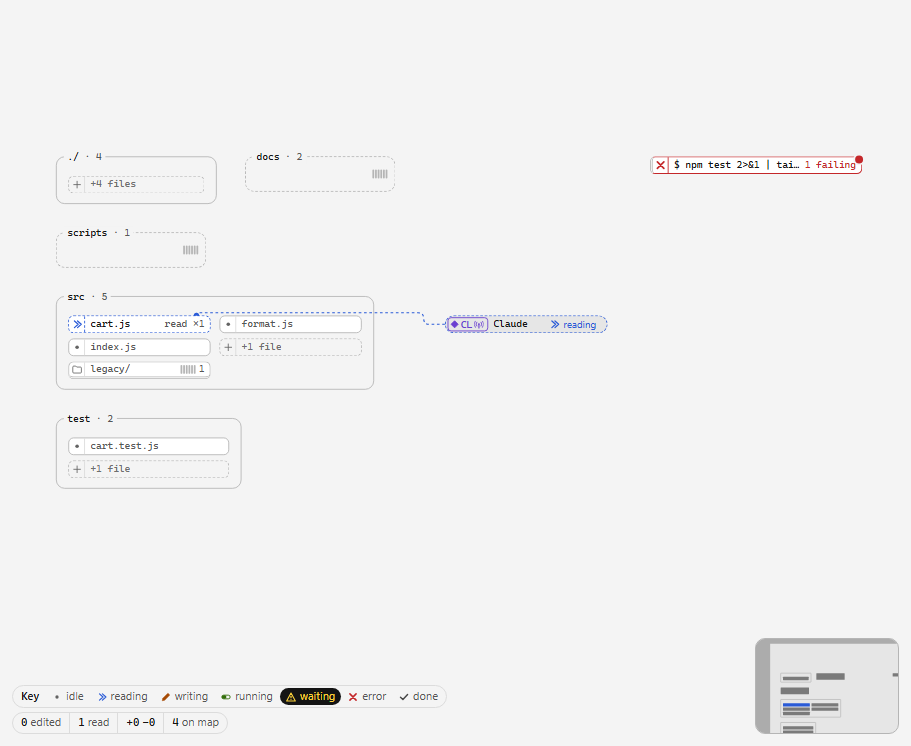 ./ · 4
+4 files
docs · 2
$ npm test 2>&1 | tai… 1 failing
scripts · 1
src · 5
cart.js read ×1
format.js
index.js
+1 file
legacy/ 1
CL Claude reading
test · 2
cart.test.js
+1 file
Key idle reading writing running waiting error done
0 edited 1 read +0 −0 4 on map